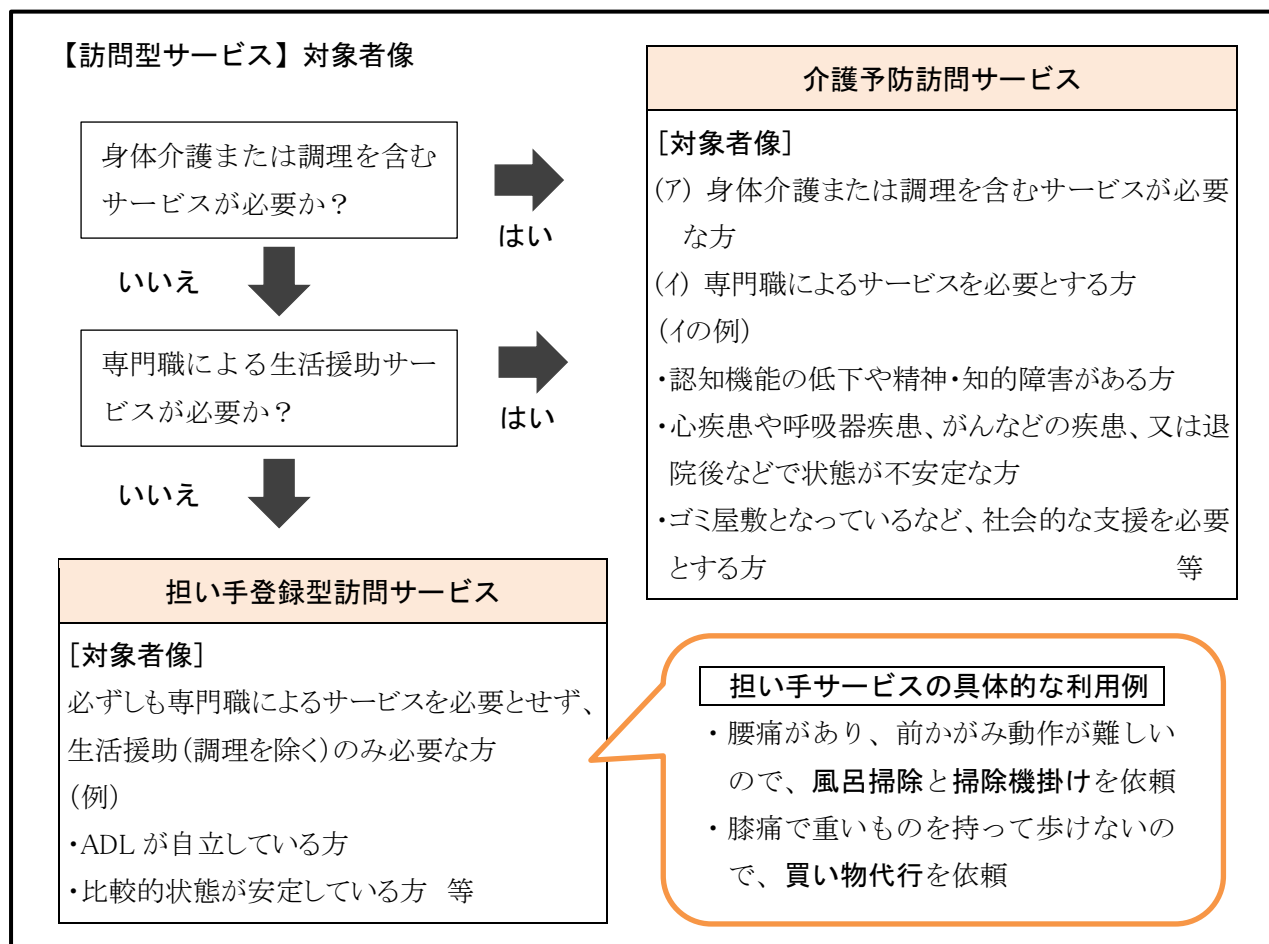 【訪問型サービス】対象者像
身体介護または調理を含む
サービスが必要か？
はい
いいえ
専門職による生活援助サー
ビスが必要か？
はい
いいえ
介護予防訪問サービス
[対象者像]
(ア) 身体介護または調理を含むサービスが必要
な方
(イ) 専門職によるサービスを必要とする方
(イの例)
・認知機能の低下や精神・知的障害がある方
・心疾患や呼吸器疾患、がんなどの疾患、又は退
院後などで状態が不安定な方
・ゴミ屋敷となっているなど、社会的な支援を必要
とする方 等
担い手登録型訪問サービス
[対象者像]
必ずしも専門職によるサービスを必要とせず、
生活援助(調理を除く)のみ必要な方
(例)
・ADL が自立している方
・比較的状態が安定している方 等
担い手サービスの具体的な利用例
・腰痛があり、前かがみ動作が難しい
ので、風呂掃除と掃除機掛けを依頼
・膝痛で重いものを持って歩けないの
で、買い物代行を依頼